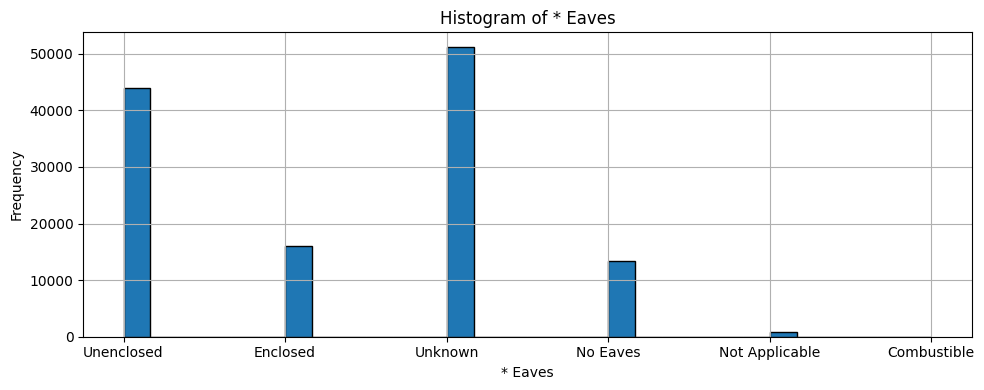 Histogram of * Eaves
50000
40000
30000
20000
10000
0
Frequency
Unenclosed Enclosed Unknown No Eaves Not Applicable Combustible
* Eaves